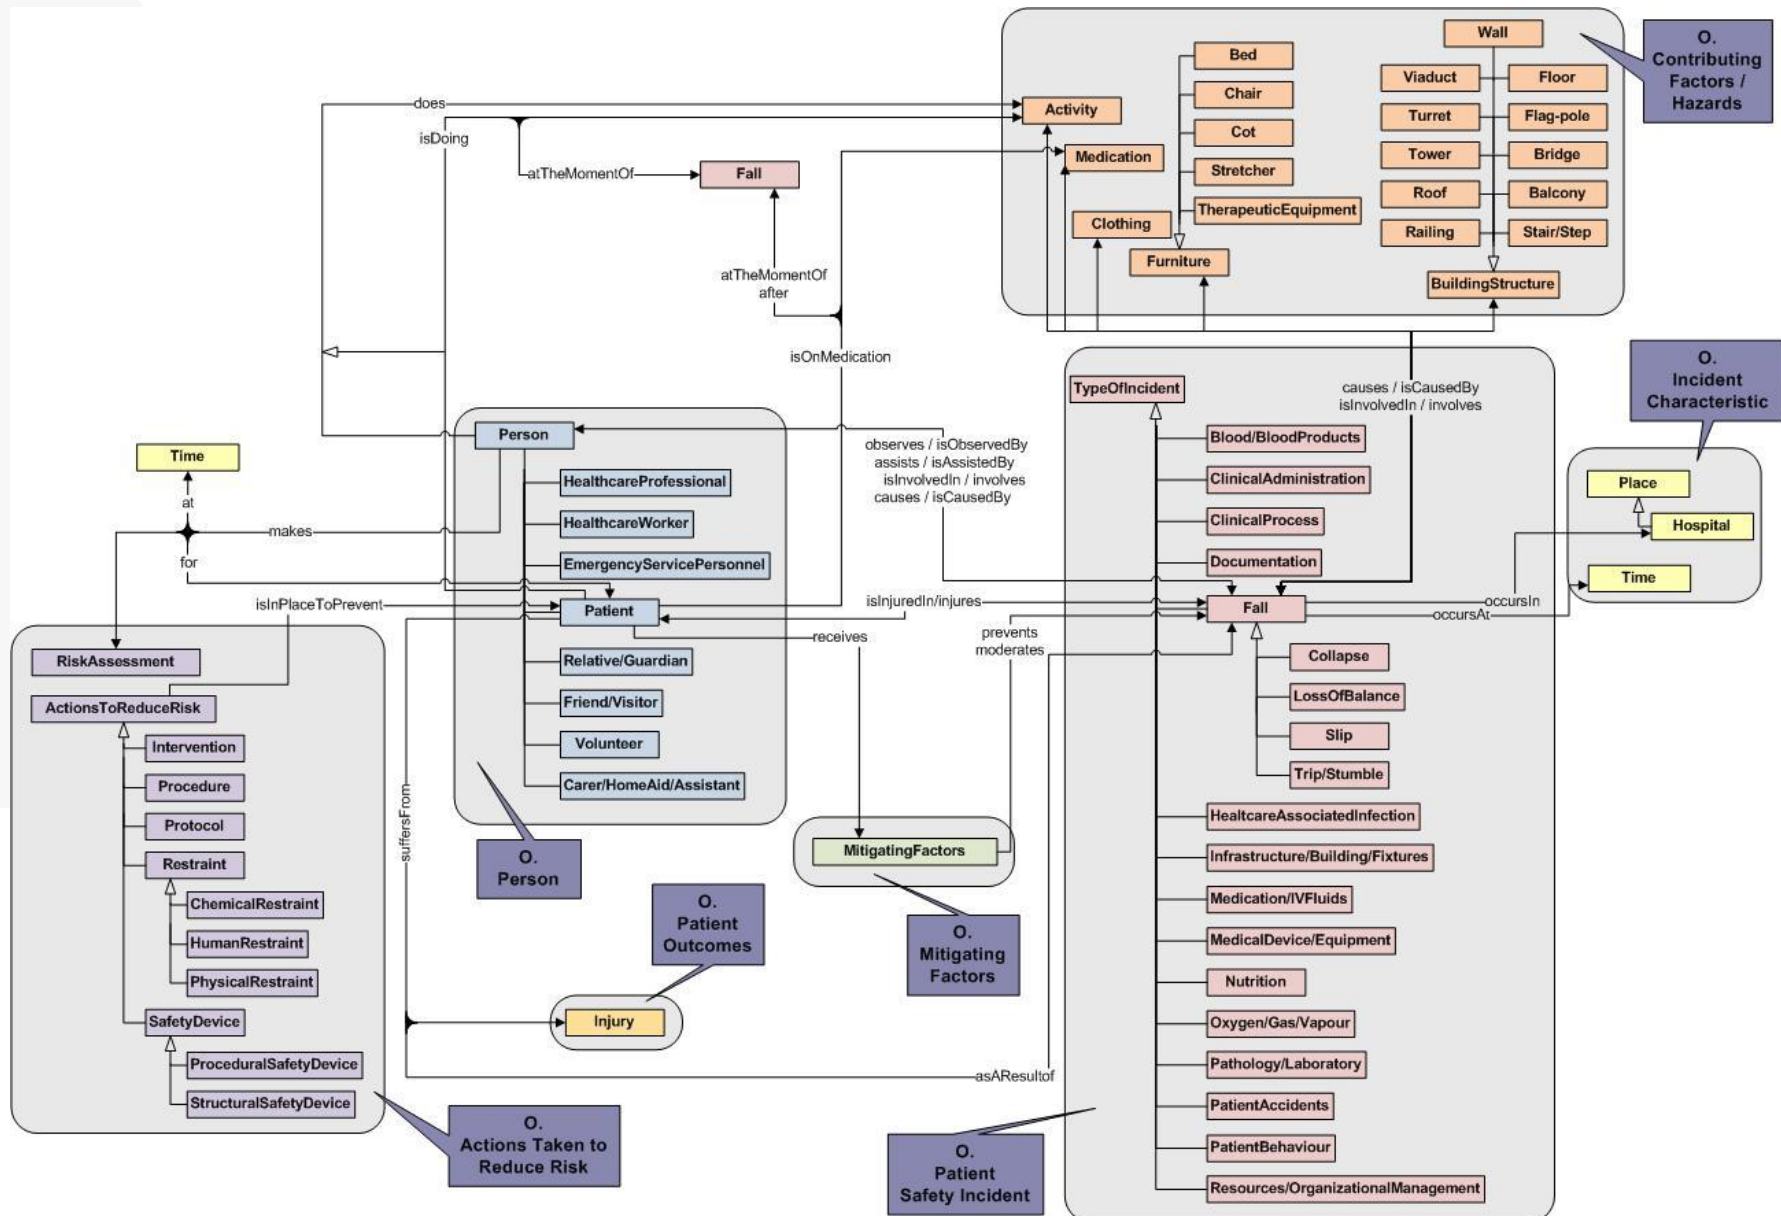 Wall
O.
Contributing
Factors /
Hazards
Bed
Viaduct
Floor
does
Activity
Chair
Turret
Flag-pole
isDoing
Cot
Medication
Tower
Bridge
atTheMomentOf
Fall
Stretcher
Roof
Balcony
TherapeuticEquipment
Clothing
Railing
Stair/Step
Furniture
atTheMomentOf
after
BuildingStructure
isOnMedication
O.
Incident
Characteristic
TypeOfIncident
causes / isCausedBy
isInvolvedIn / involves
Person
observes / isObservedBy
assists / isAssistedBy
isInvolvedIn / involves
causes / isCausedBy
Blood/BloodProducts
Time
HealthcareProfessional
ClinicalAdministration
Place
at
makes
HealthcareWorker
ClinicalProcess
Hospital
for
EmergencyServicePersonnel
Documentation
Time
isInPlaceToPrevent
Patient
isInjuredIn/injures
Fall
occursIn
occursAt
receives
prevents
moderates
RiskAssessment
Relative/Guardian
Collapse
ActionsToReduceRisk
Friend/Visitor
LossOfBalance
Intervention
Volunteer
Slip
Procedure
Carer/HomeAid/Assistant
Trip/Stumble
Protocol
suffersFrom
HealtcareAssociatedInfection
Restraint
O.
Person
MitigatingFactors
Infrastructure/Building/Fixtures
ChemicalRestraint
Medication/IVFluids
HumanRestraint
O.
Patient
Outcomes
O.
Mitigating
Factors
MedicalDevice/Equipment
PhysicalRestraint
Nutrition
SafetyDevice
Injury
Oxygen/Gas/Vapour
ProceduralSafetyDevice
asAResultof
Pathology/Laboratory
StructuralSafetyDevice
PatientAccidents
O.
Actions Taken to
Reduce Risk
O.
Patient
Safety Incident
PatientBehaviour
Resources/OrganizationalManagement